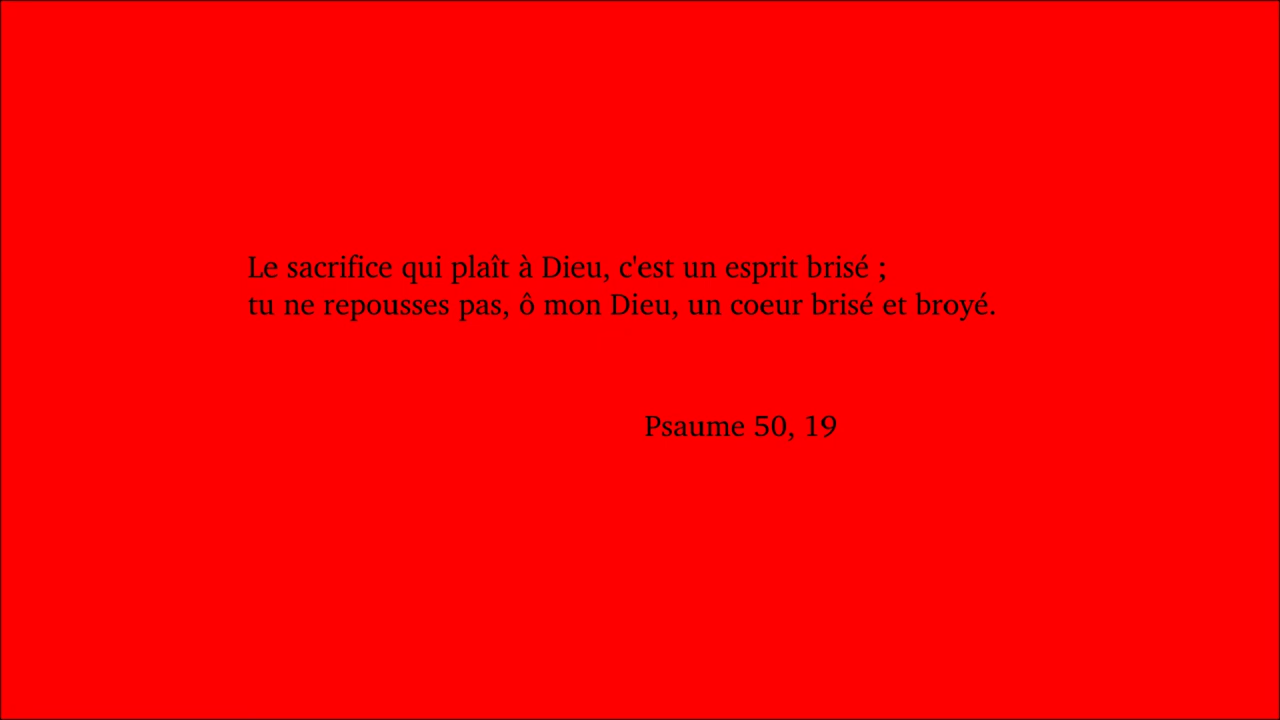 Le sacrifice qui plaît à Dieu, c'est un esprit brisé ;
tu ne repousses pas, ô mon Dieu, un coeur brisé et broyé.
Psaume 50, 19